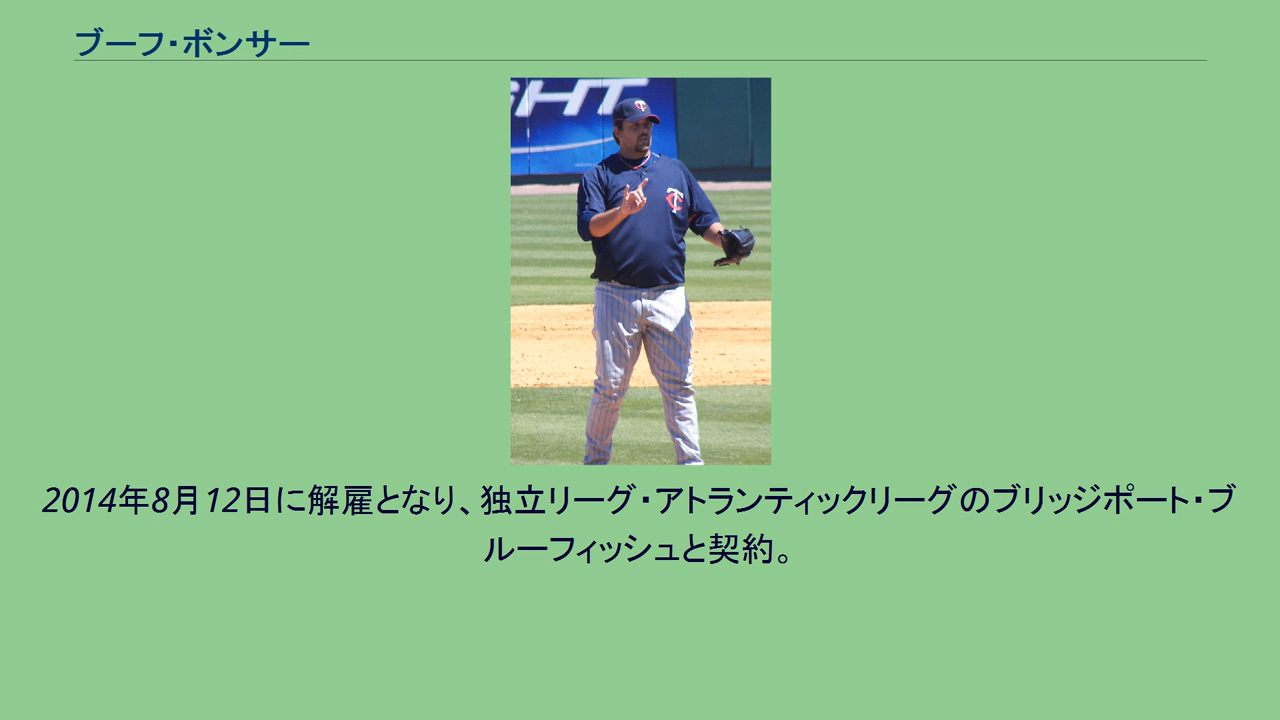 ブーフ・ボンサー
GHT
TC
TC
2014年8月12日に解雇となり、独立リーグ・アトランティックリーグのブリッジポート・ブ
ルーフィッシュと契約。